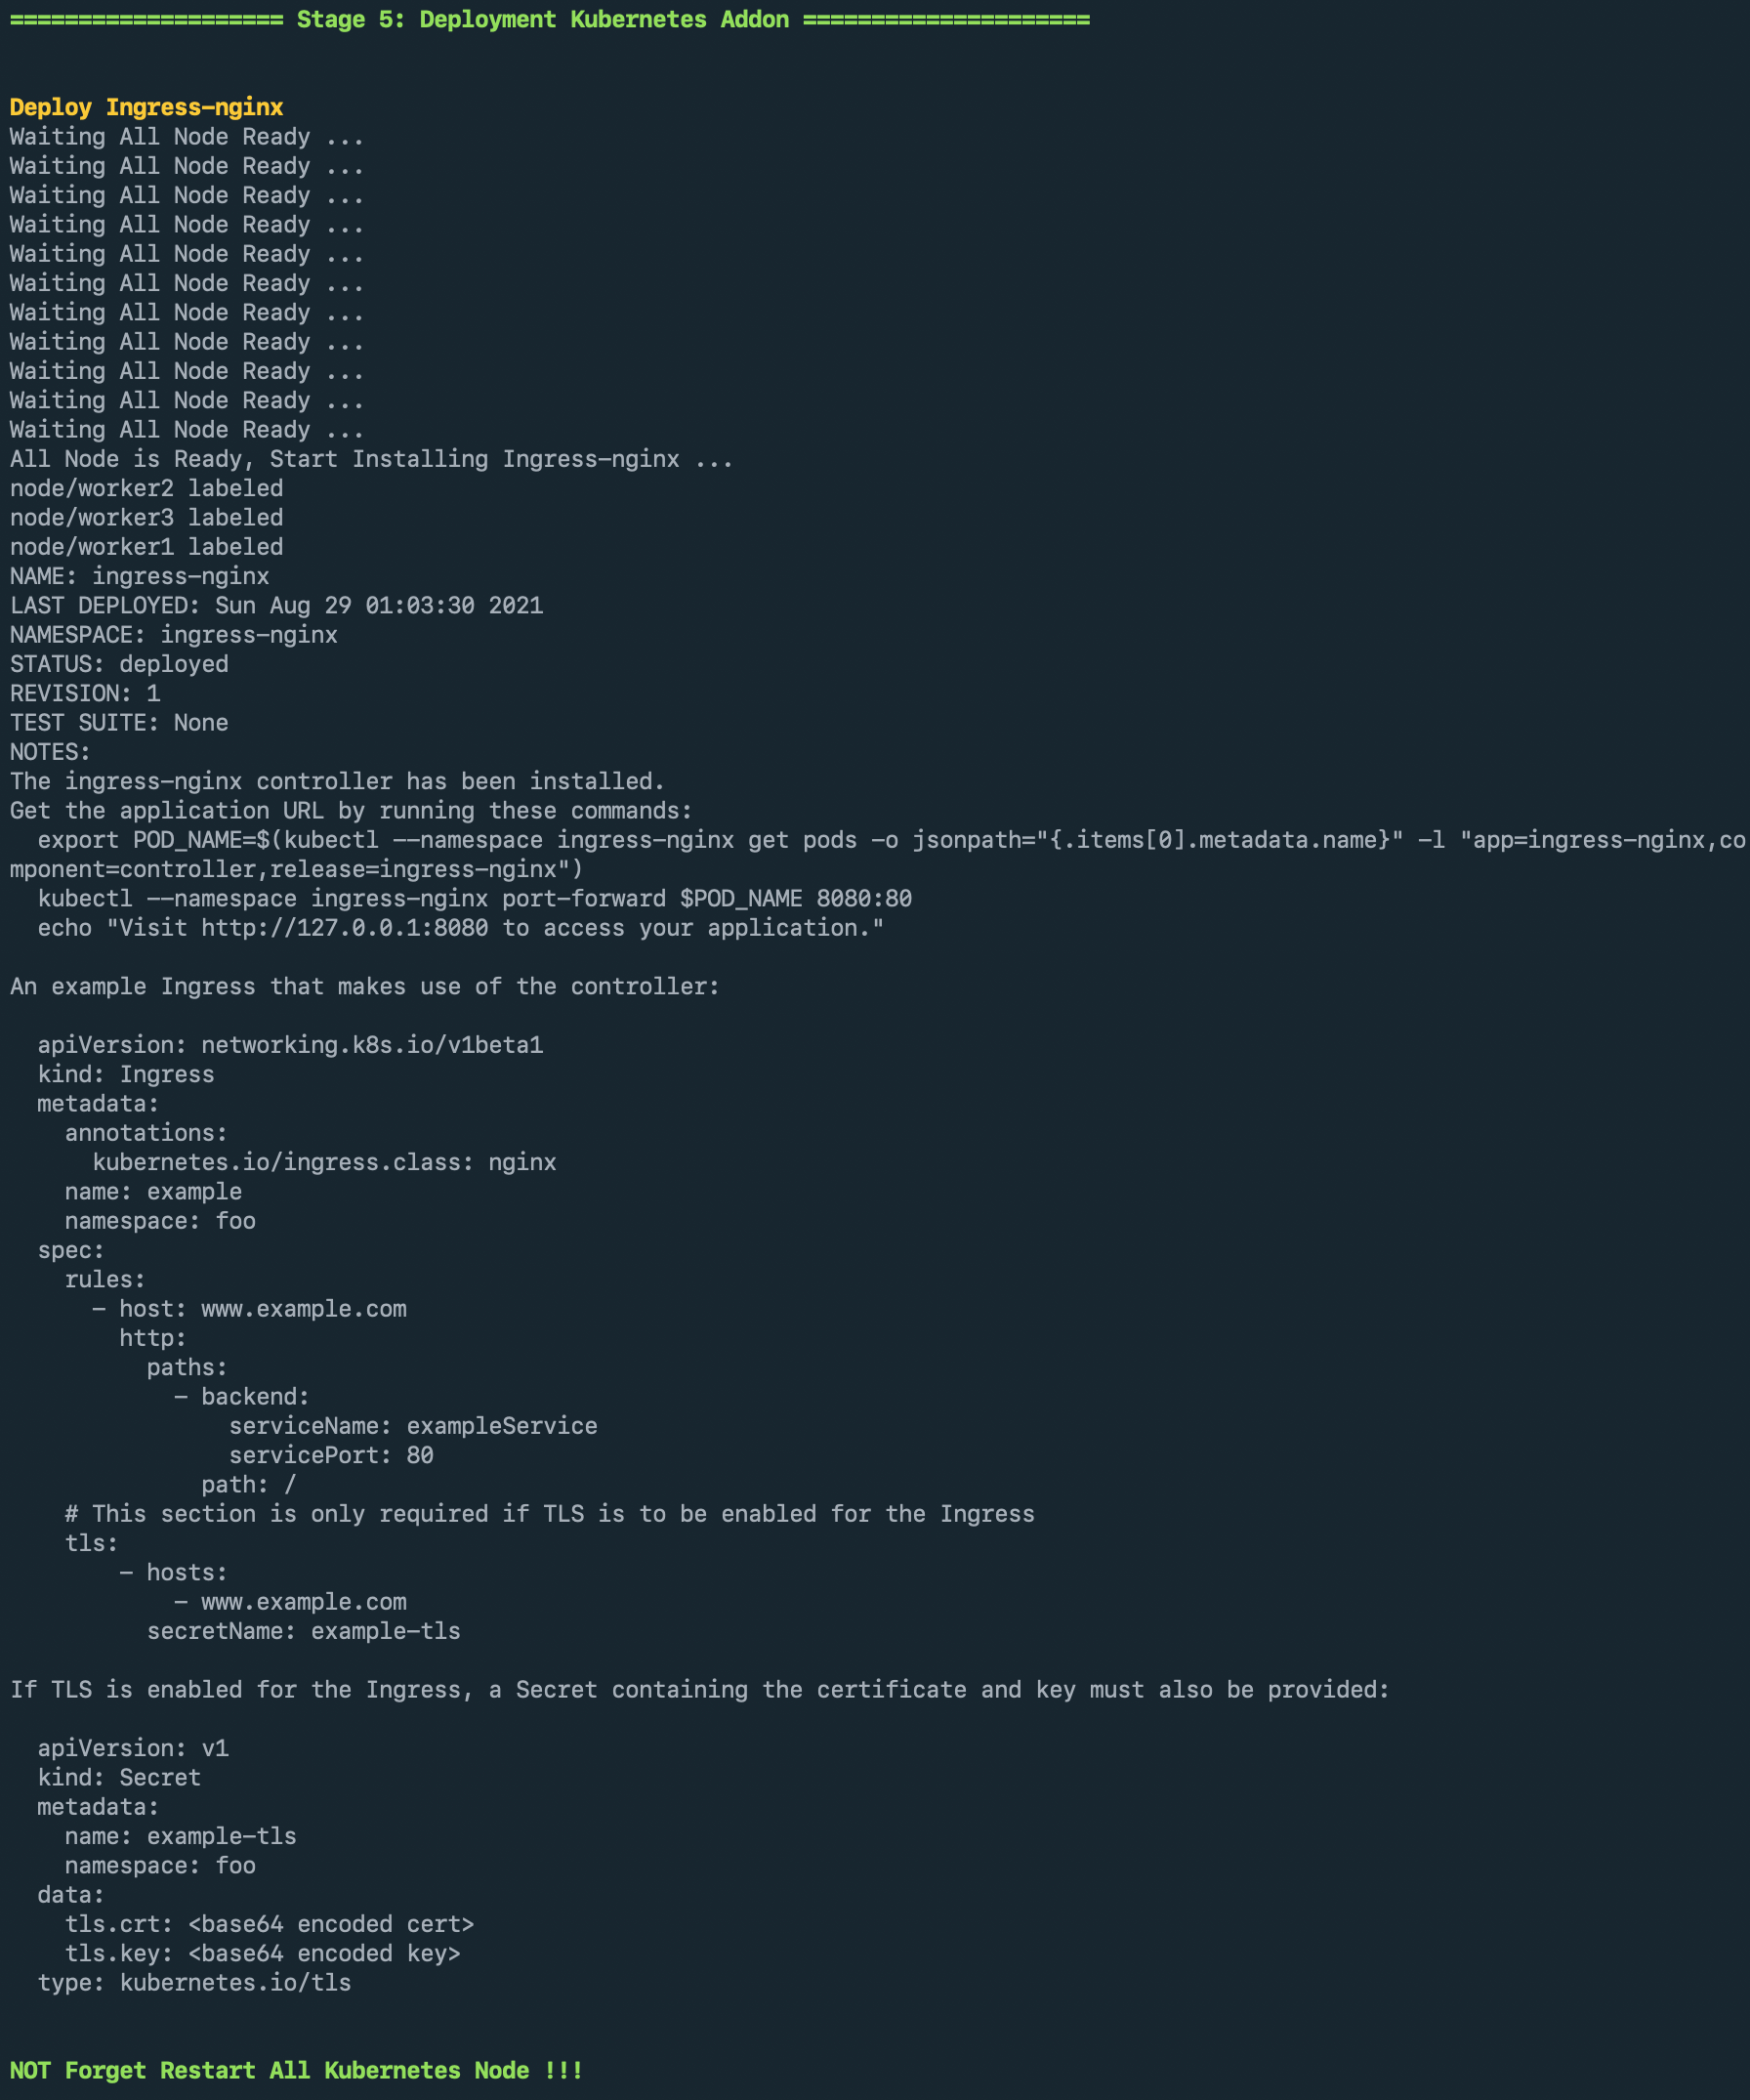 ==================== Stage 5: Deployment Kubernetes Addon =====================
Deploy Ingress-nginx
Waiting All Node Ready ...
Waiting All Node Ready ...
Waiting All Node Ready ...
Waiting All Node Ready ...
Waiting All Node Ready ...
Waiting All Node Ready ...
Waiting All Node Ready ...
Waiting All Node Ready ...
Waiting All Node Ready ...
Waiting All Node Ready ...
Waiting All Node Ready ...
All Node is Ready, Start Installing Ingress-nginx ...
node/worker2 labeled
node/worker3 labeled
node/worker1 labeled
NAME: ingress-nginx
LAST DEPLOYED: Sun Aug 29 01:03:30 2021
NAMESPACE: ingress-nginx
STATUS: deployed
REVISION: 1
TEST SUITE: None
NOTES:
The ingress-nginx controller has been installed.
Get the application URL by running these commands:
  export POD_NAME=$(kubectl --namespace ingress-nginx get pods -o jsonpath="{.items[0].metadata.name}" -l "app=ingress-nginx,co
mponent=controller,release=ingress-nginx")
  kubectl --namespace ingress-nginx port-forward $POD_NAME 8080:80
  echo "Visit http://127.0.0.1:8080 to access your application."

An example Ingress that makes use of the controller:

  apiVersion: networking.k8s.io/v1beta1
  kind: Ingress
  metadata:
    annotations:
      kubernetes.io/ingress.class: nginx
    name: example
    namespace: foo
  spec:
    rules:
      - host: www.example.com
        http:
          paths:
            - backend:
                serviceName: exampleService
                servicePort: 80
              path: /
    # This section is only required if TLS is to be enabled for the Ingress
    tls:
        - hosts:
            - www.example.com
          secretName: example-tls

If TLS is enabled for the Ingress, a Secret containing the certificate and key must also be provided:

  apiVersion: v1
  kind: Secret
  metadata:
    name: example-tls
    namespace: foo
  data:
    tls.crt: <base64 encoded cert>
    tls.key: <base64 encoded key>
  type: kubernetes.io/tls

NOT Forget Restart All Kubernetes Node !!!